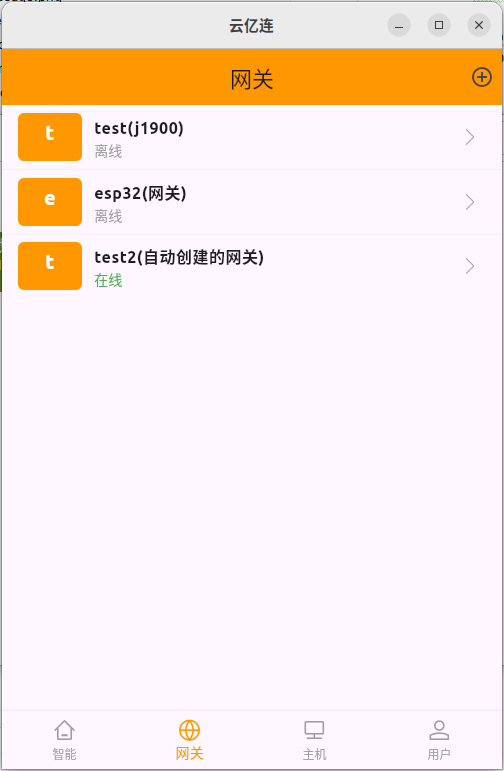 云亿连
网关
t
test(j1900)
离线
e
esp32(网关)
离线
t
test2(自动创建的网关)
在线
智能
网关
主机
用户